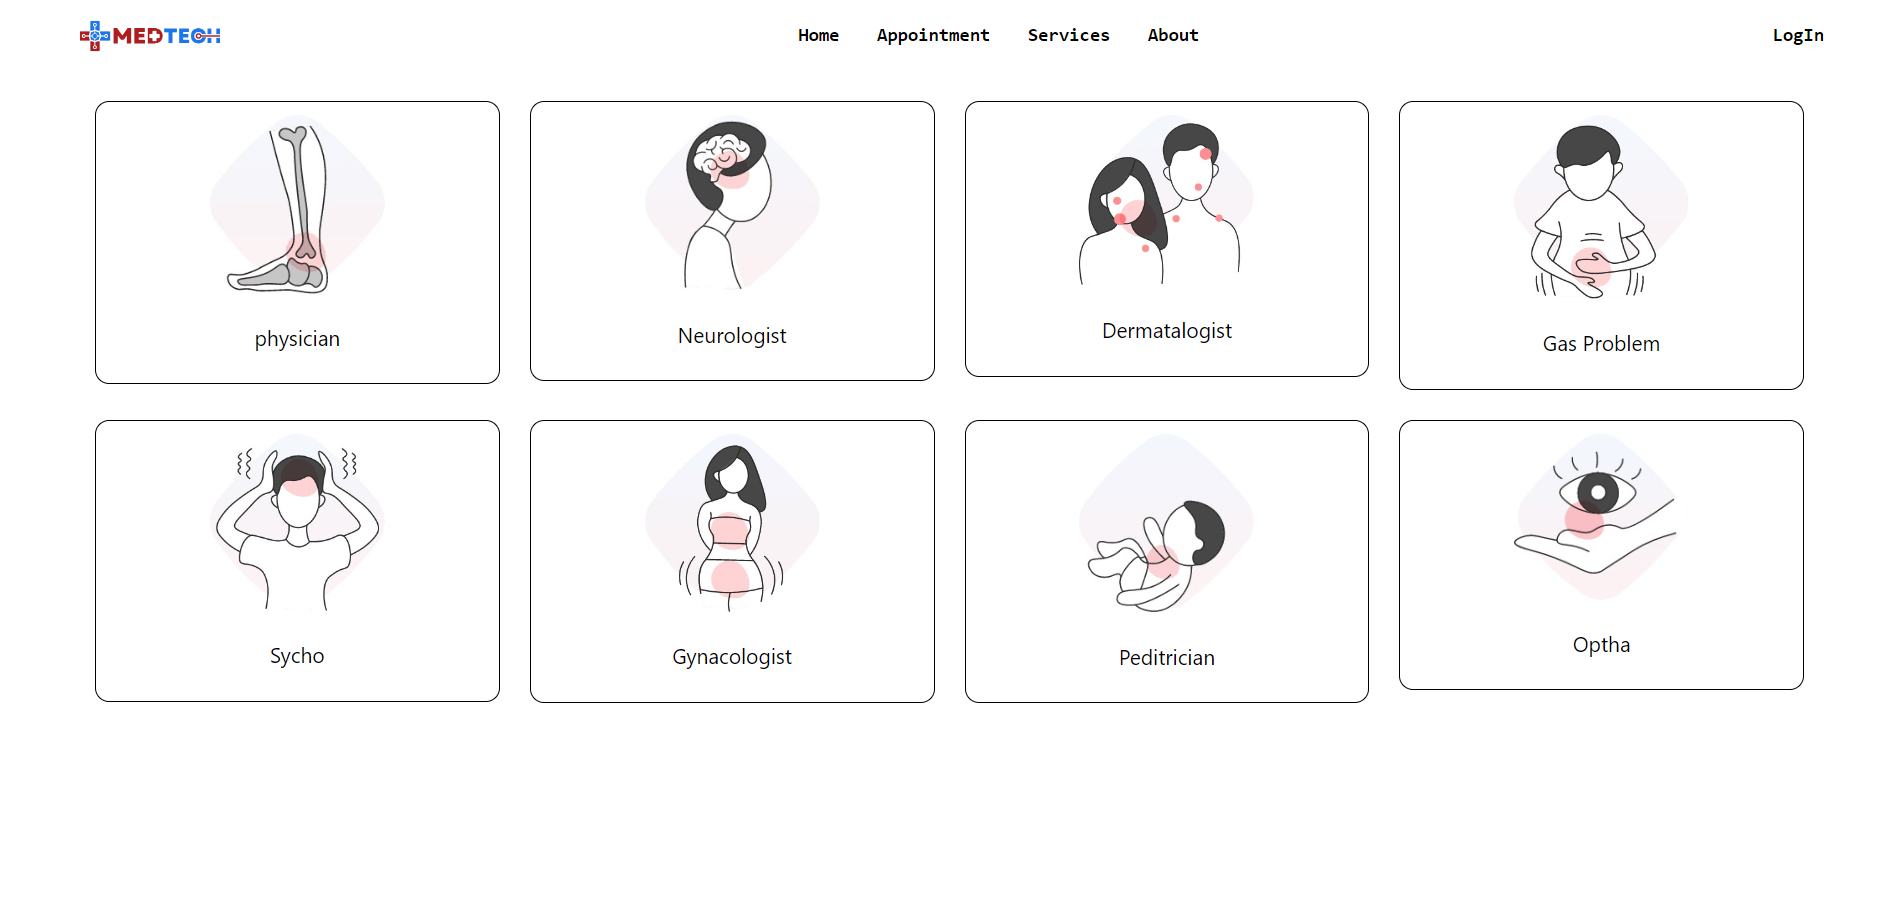 MEDTECH
Home Appointment Services About
LogIn
physician
Neurologist
Dermatalogist
Gas Problem
Sycho
Gynacologist
Peditrician
Optha